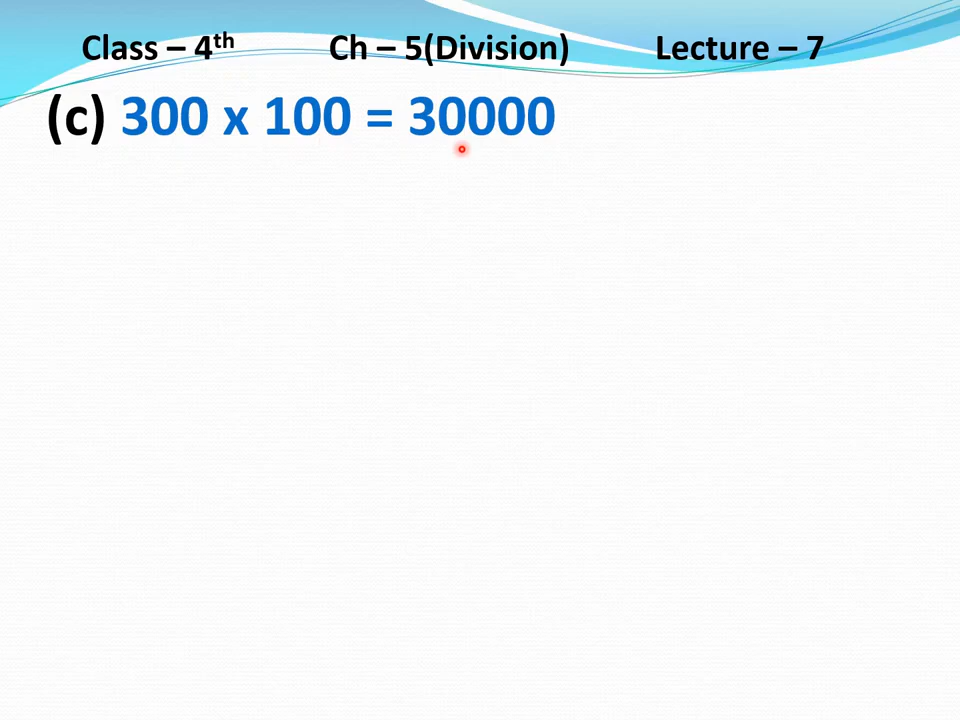 Class – 4th Ch – 5(Division) Lecture – 7
(c) 300 x 100 = 30000